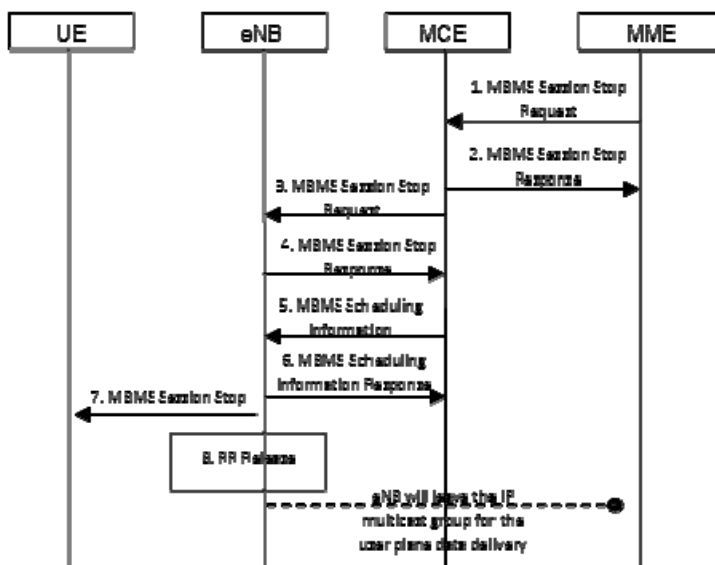 UE
eNB
MCE
MME
1. MBMS Session Stop
Request
2. MBMS Session Stop
Response
3. MBMS Session Stop
Request
4. MBMS Session Stop
Response
5. MBMS Scheduling
Information
6. MBMS Scheduling
Information Response
7. MBMS Session Stop
8. RR Release
eNB will leave the IP
multicast group for the
user plane data delivery